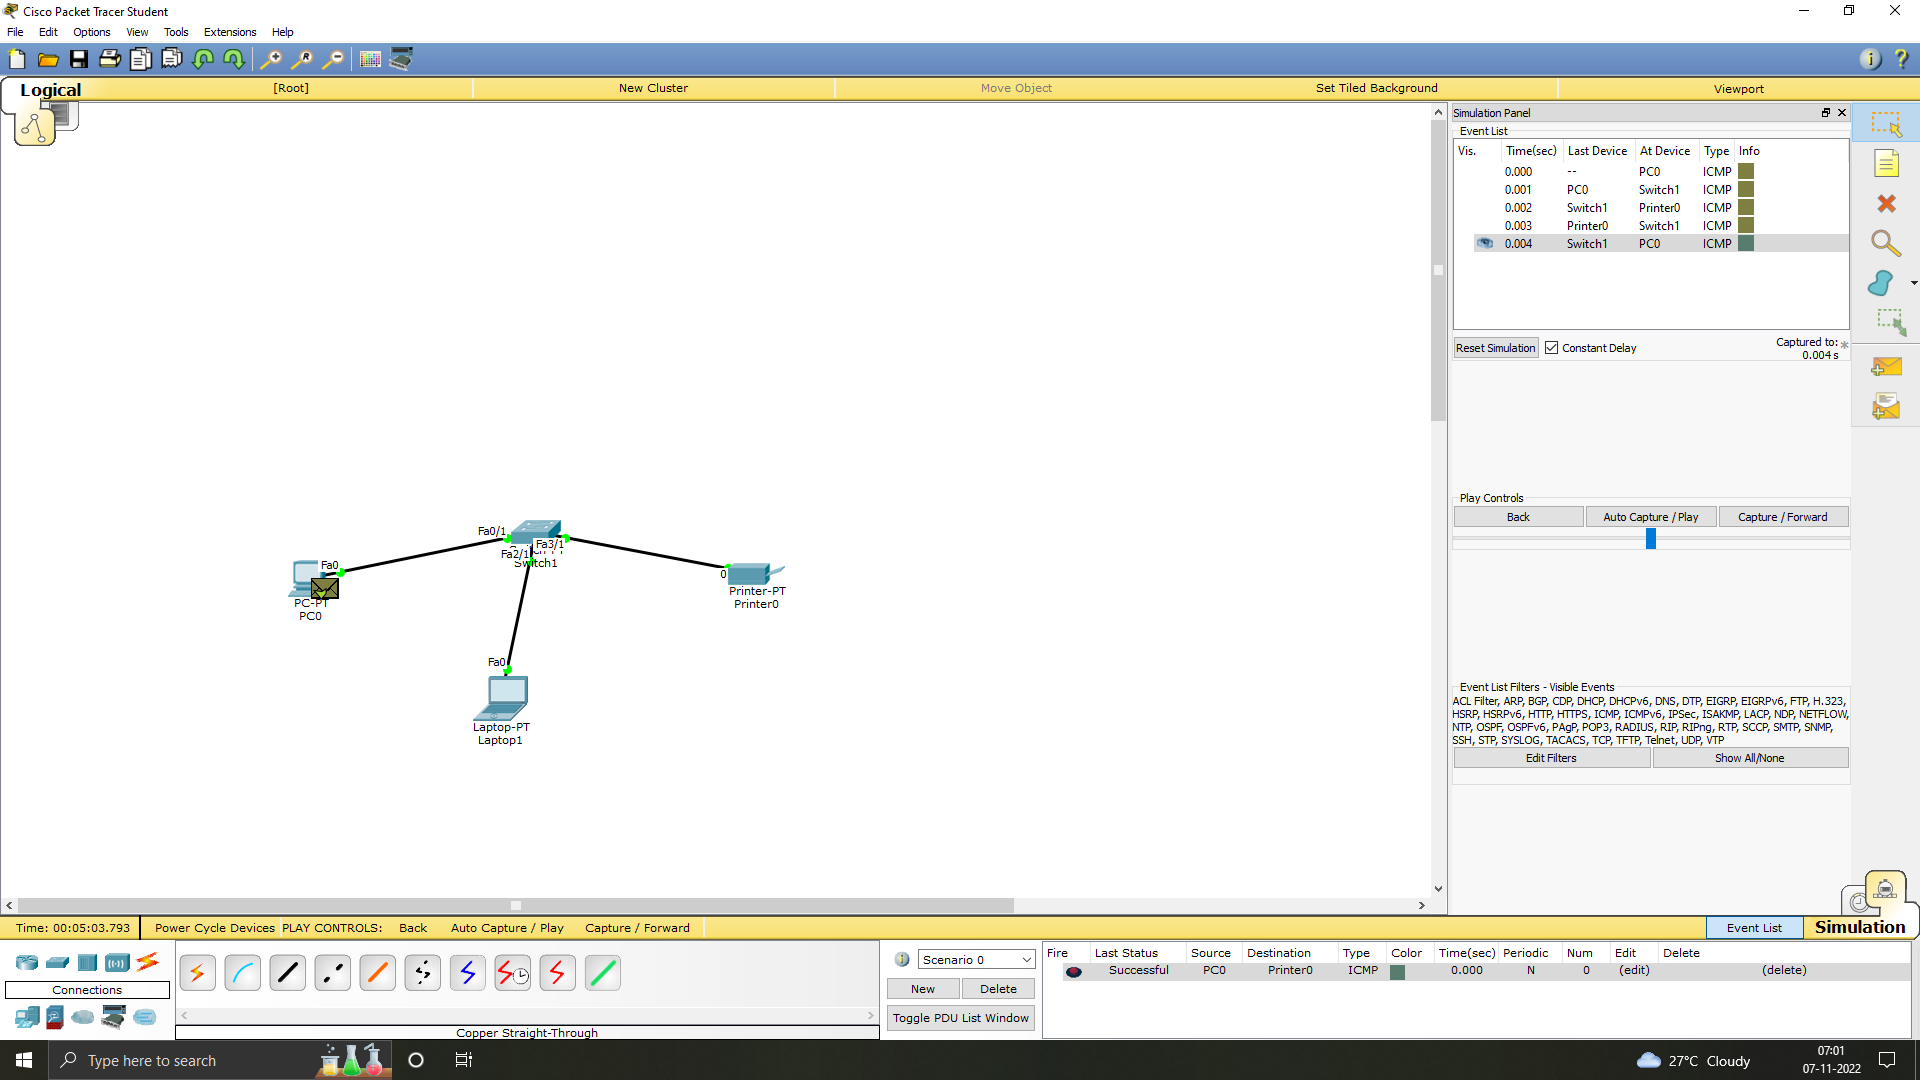 Cisco Packet Tracer Student
File Edit Options View Tools Extensions Help
Logical [Root] New Cluster Move Object Set Tiled Background Viewport
Simulation Panel
Event List
Vis. Time(sec) Last Device At Device Type Info
0.000 -- PC0 ICMP
0.001 PC0 Switch1 ICMP
0.002 Switch1 Printer0 ICMP
0.003 Printer0 Switch1 ICMP
0.004 Switch1 PC0 ICMP
Reset Simulation Constant Delay Captured to:
0.004 s
Play Controls
Back Auto Capture / Play Capture / Forward
Event List Filters - Visible Events
ACL Filter, ARP, BGP, CDP, DHCP, DHCPv6, DNS, DTP, EIGRP, EIGRPv6, FTP, H.323,
HSRP, HSRPv6, HTTP, HTTPS, ICMP, ICMPv6, IPSec, ISAKMP, LACP, NDP, NETFLOW,
NTP, OSPF, OSPFv6, PAgP, POP3, RADIUS, RIP, RIPng, RTP, SCCP, SMTP, SNMP,
SSH, STP, SYSLOG, TACACS, TCP, TFTP, Telnet, UDP, VTP
Edit Filters Show All/None
Fa0/1
Fa3/1
Fa2/1
Switch1
Fa0
PC-PT
PC0
0
Printer-PT
Printer0
Fa0
Laptop-PT
Laptop1
Time: 00:05:03.793 Power Cycle Devices PLAY CONTROLS: Back Auto Capture / Play Capture / Forward Event List Simulation
Connections
Copper Straight-Through
Scenario 0
New Delete
Toggle PDU List Window
Fire Last Status Source Destination Type Color Time(sec) Periodic Num Edit Delete
Successful PC0 Printer0 ICMP 0.000 N 0 (edit) (delete)
Type here to search
27°C Cloudy
07:01
07-11-2022